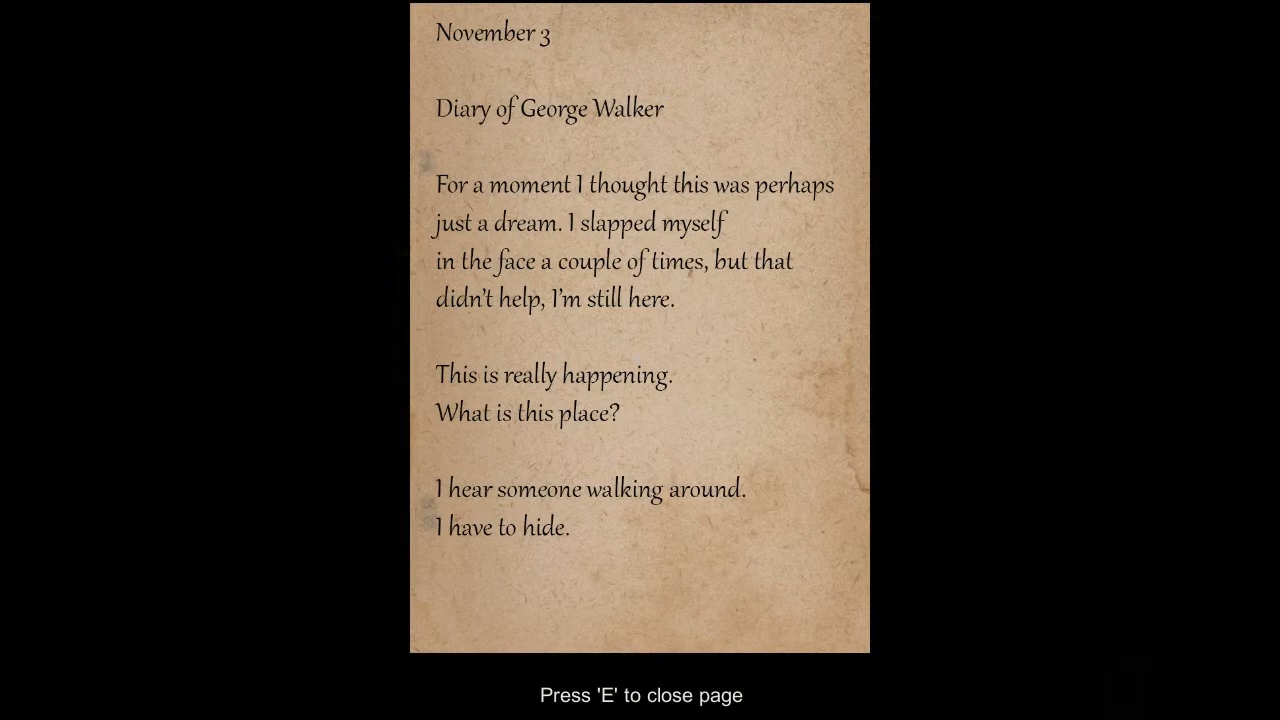 November 3
Diary of George Walker
For a moment I thought this was perhaps
just a dream. I slapped myself
in the face a couple of times, but that
didn't help, I'm still here.
This is really happening.
What is this place?
I hear someone walking around.
I have to hide.
Press 'E' to close page